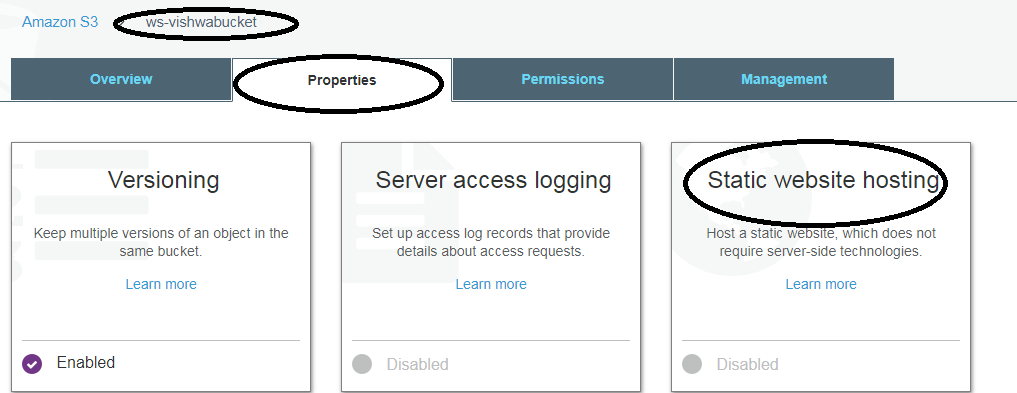 Amazon S3 ws-vishwabucket
Overview Properties Permissions Management
Versioning
Keep multiple versions of an object in the
same bucket.
Learn more
Enabled
Server access logging
Set up access log records that provide
details about access requests.
Learn more
Disabled
Static website hosting
Host a static website, which does not
require server-side technologies.
Learn more
Disabled